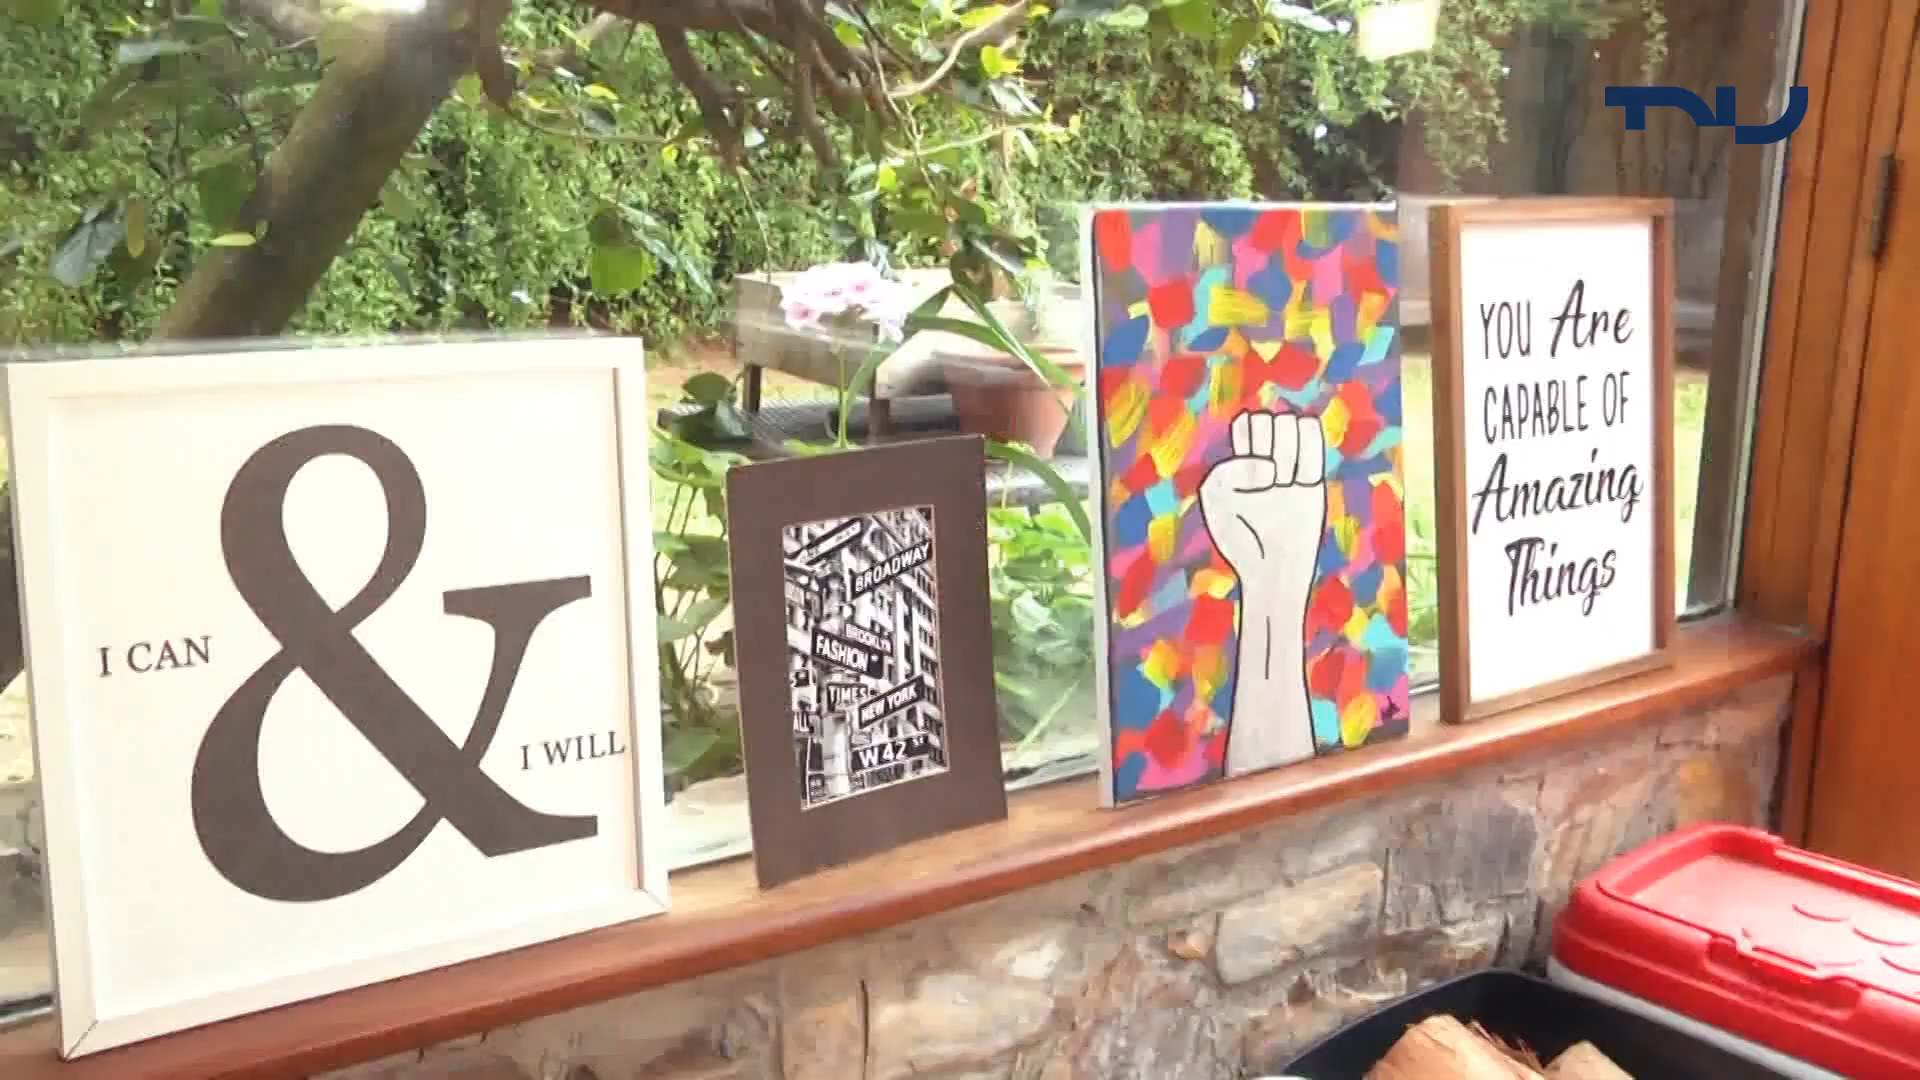 I CAN
&
I WILL
BROADWAY
BROOKLYN
FASHION
TIMES
NEW YORK
W 42 ST
YOU Are
CAPABLE OF
Amazing
Things